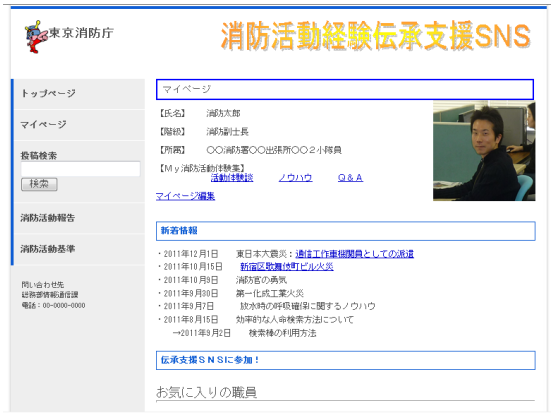 東京消防庁
消防活動経験伝承支援SNS
トップページ
マイページ
投稿検索
検索
消防活動報告
消防活動基準
問い合わせ先
総務部情報通信課
電話:00-0000-0000
マイページ
【氏名】 消防太郎
【階級】 消防副士長
【所属】 〇〇消防署〇〇出張所〇〇2小隊員
【My消防活動体験集】
活動体験談 ノウハウ Q&A
マイページ編集
新着情報
・2011年12月1日 東日本大震災:通信工作車機関員としての派遣
・2011年10月15日 新宿区歌舞伎町ビル火災
・2011年10月9日 消防官の勇気
・2011年9月30日 第一化成工業火災
・2011年9月7日 放水時の呼吸確保に関するノウハウ
・2011年8月15日 効率的な人命検索方法について
→2011年9月2日 検索棒の利用方法
伝承支援SNSに参加!
お気に入りの職員